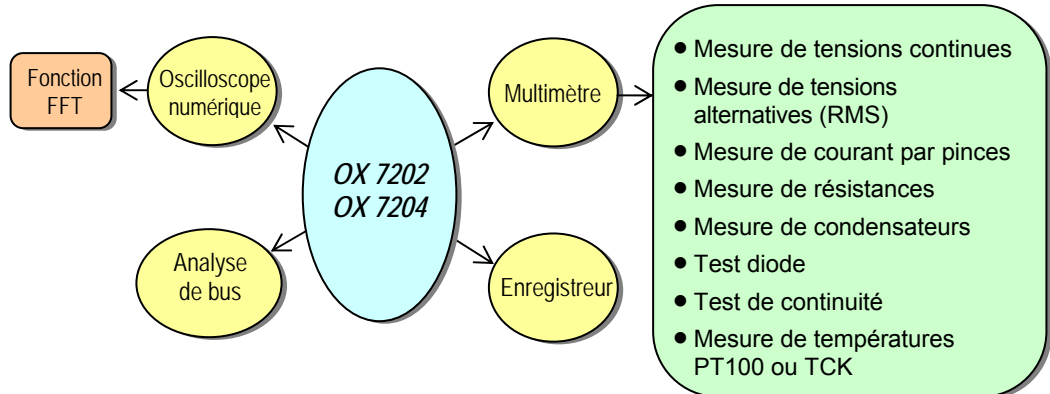 Fonction
FFT
Oscilloscope
numérique
Analyse
de bus
OX 7202
OX 7204
Multimètre
Enregistreur
• Mesure de tensions continues
• Mesure de tensions
alternatives (RMS)
• Mesure de courant par pinces
• Mesure de résistances
• Mesure de condensateurs
• Test diode
• Test de continuité
• Mesure de températures
PT100 ou TCK